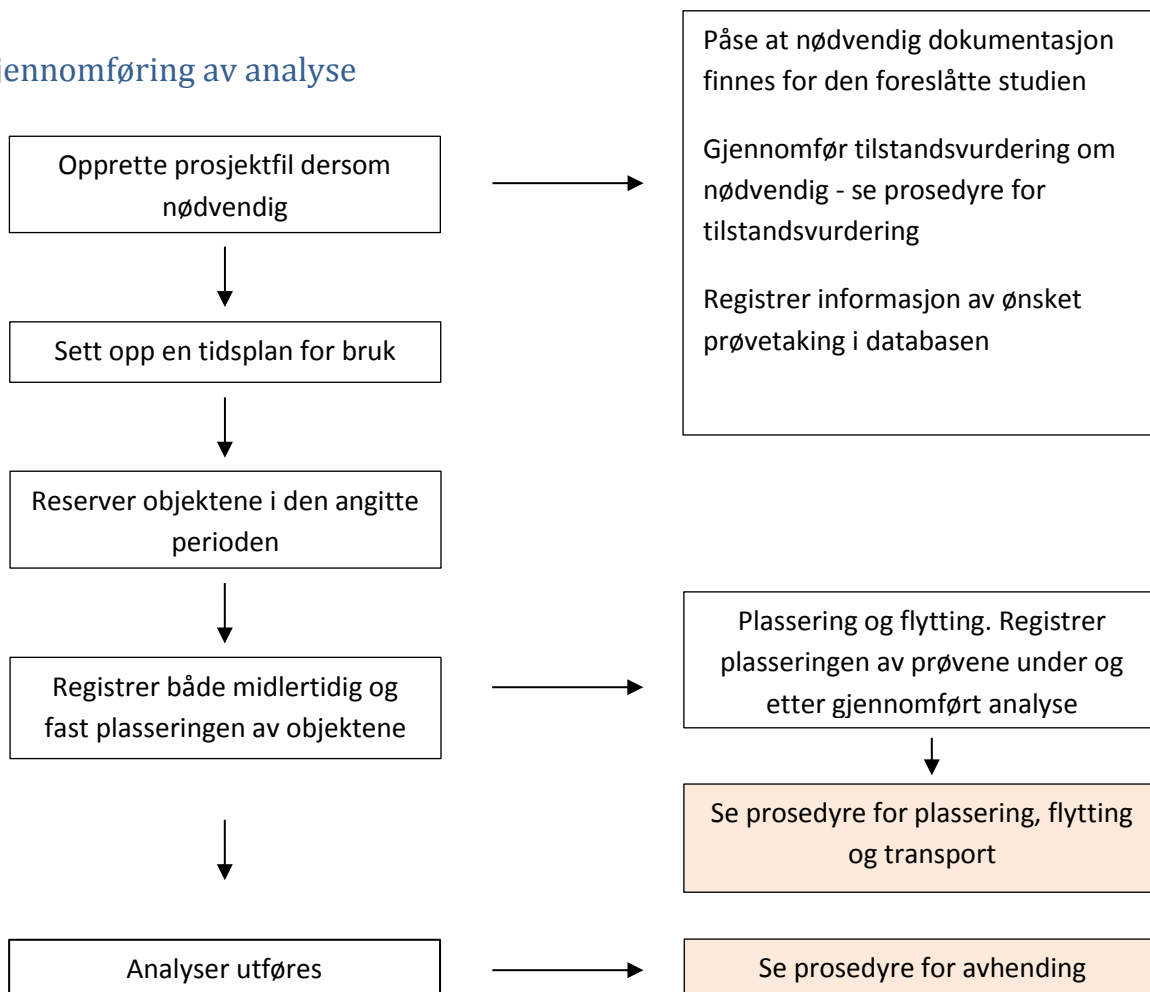 jennomføring av analyse
Opprette prosjektfil dersom
nødvendig
Påse at nødvendig dokumentasjon
finnes for den foreslåtte studien
Gjennomfør tilstandsvurdering om
nødvendig - se prosedyre for
tilstandsvurdering
Registrer informasjon av ønsket
prøvetaking i databasen
Sett opp en tidsplan for bruk
Reserver objektene i den angitte
perioden
Registrer både midlertidig og
fast plasseringen av objektene
Plassering og flytting. Registrer
plasseringen av prøvene under og
etter gjennomført analyse
Se prosedyre for plassering, flytting
og transport
Analyser utføres
Se prosedyre for avhending